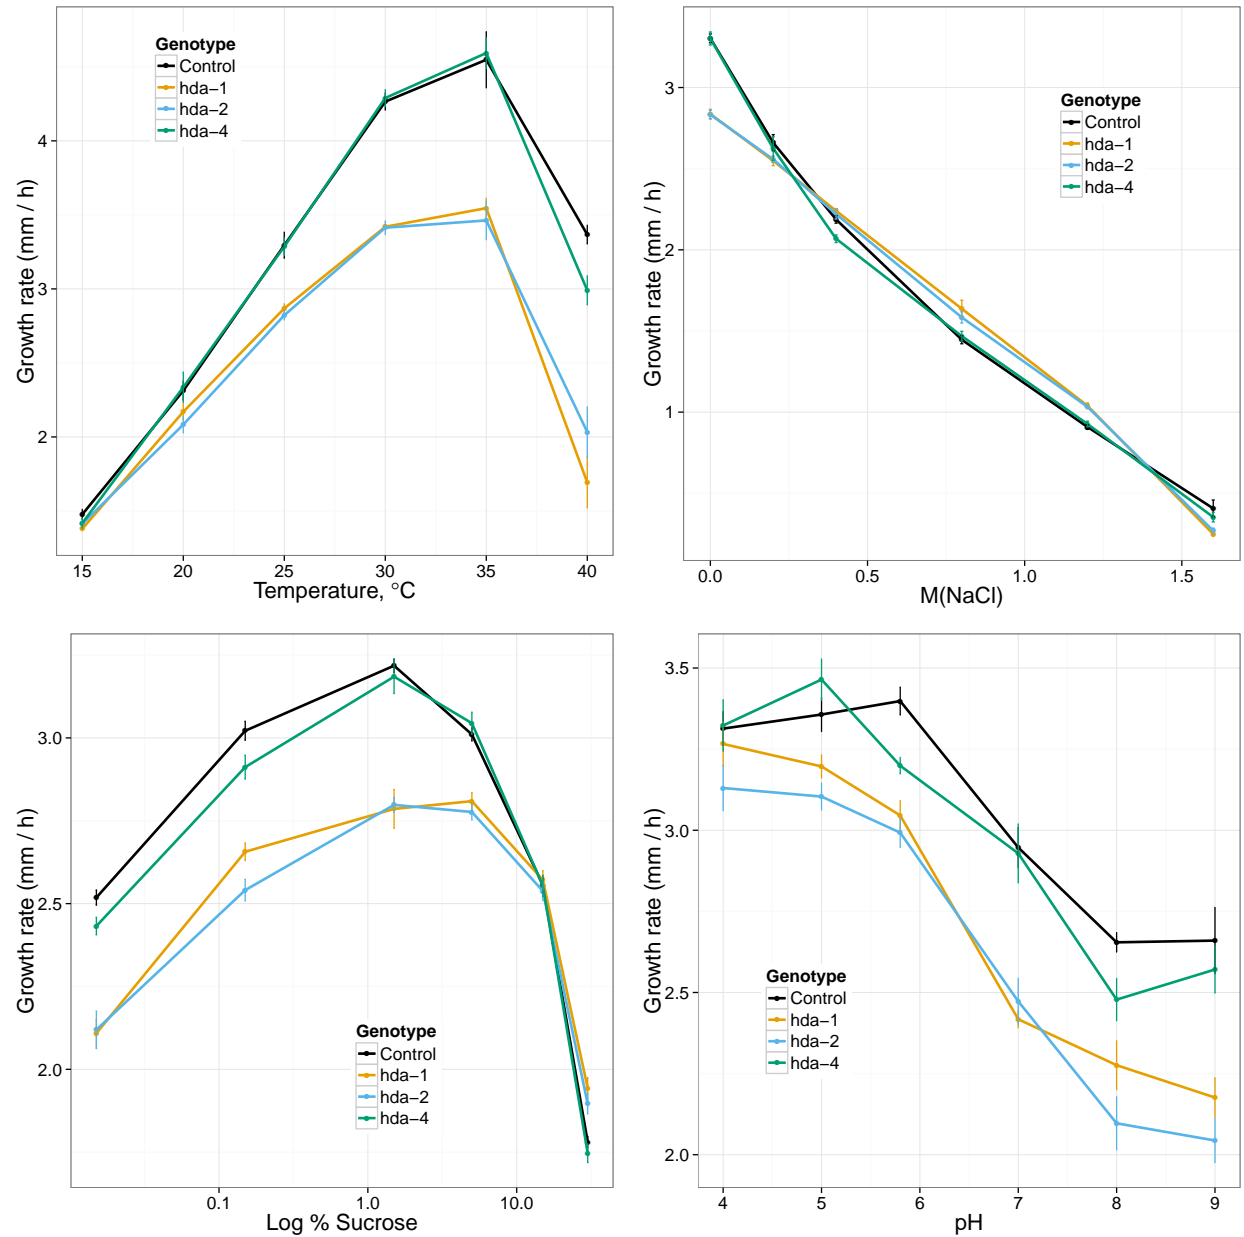 Genotype
Control
hda−1
hda−2
hda−4
Growth rate (mm / h)
4
3
2
15 20 25 30 35 40
Temperature, °C
Genotype
Control
hda−1
hda−2
hda−4
Growth rate (mm / h)
3
2
1
0.0 0.5 1.0 1.5
M(NaCl)
Growth rate (mm / h)
3.0
2.5
2.0
Genotype
Control
hda−1
hda−2
hda−4
0.1 1.0 10.0
Log % Sucrose
Growth rate (mm / h)
3.5
3.0
2.5
2.0
Genotype
Control
hda−1
hda−2
hda−4
4 5 6 7 8 9
pH